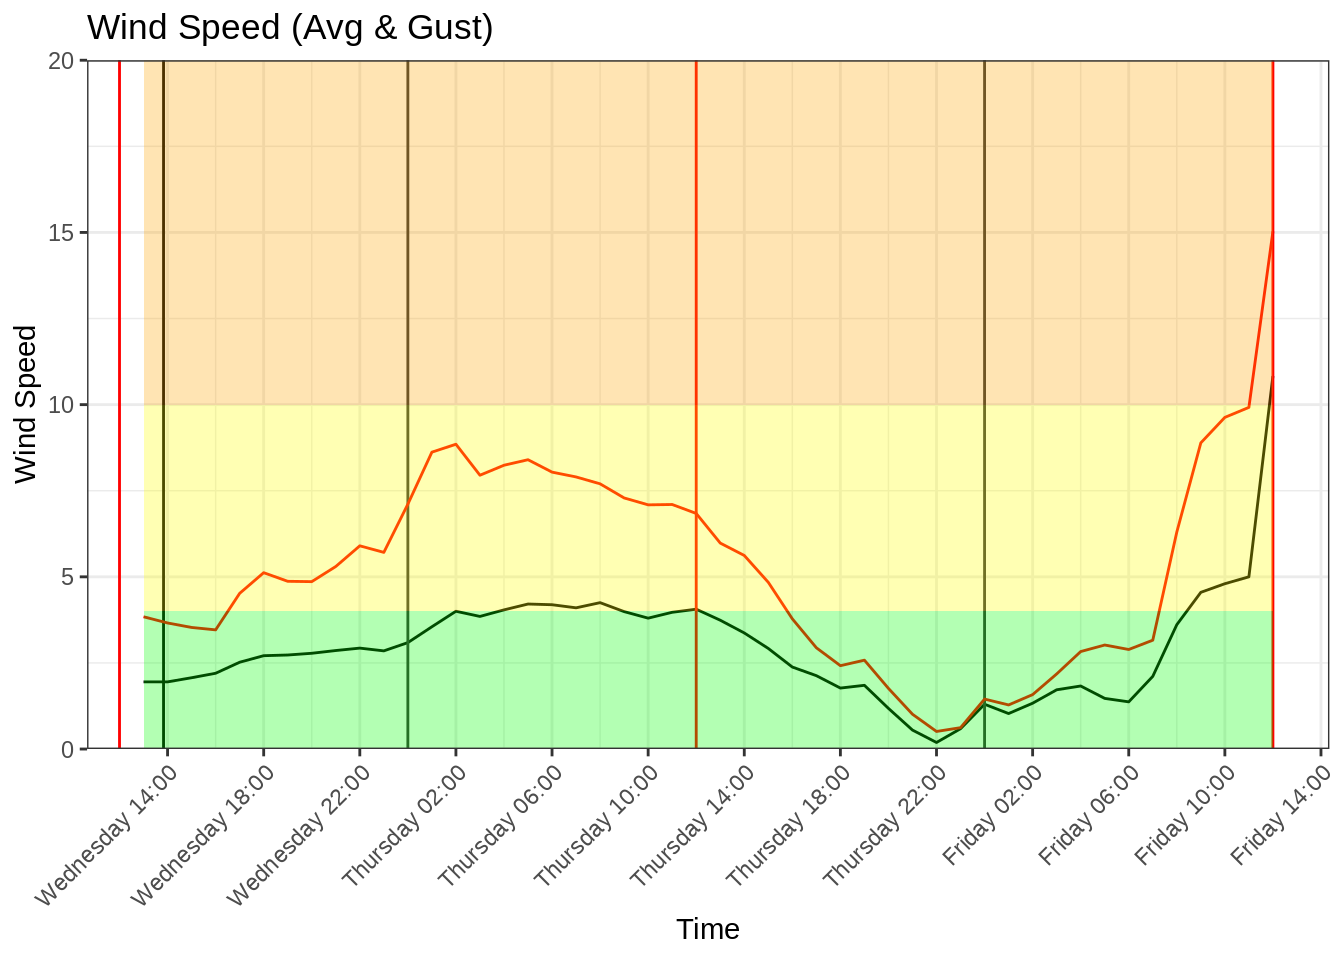 Wind Speed (Avg & Gust)
20
15
10
5
0
Wind Speed
Wednesday 14:00
Wednesday 18:00
Wednesday 22:00
Thursday 02:00
Thursday 06:00
Thursday 10:00
Thursday 14:00
Thursday 18:00
Thursday 22:00
Friday 02:00
Friday 06:00
Friday 10:00
Friday 14:00
Time